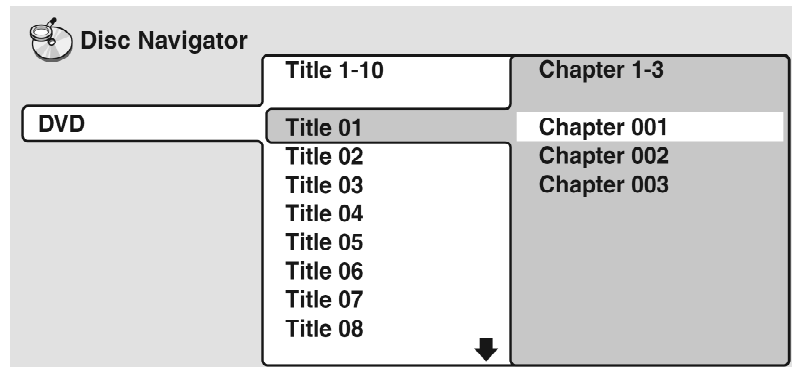 Disc Navigator
Title 1-10
Chapter 1-3
DVD
Title 01
Chapter 001
Title 02
Chapter 002
Title 03
Chapter 003
Title 04
Title 05
Title 06
Title 07
Title 08